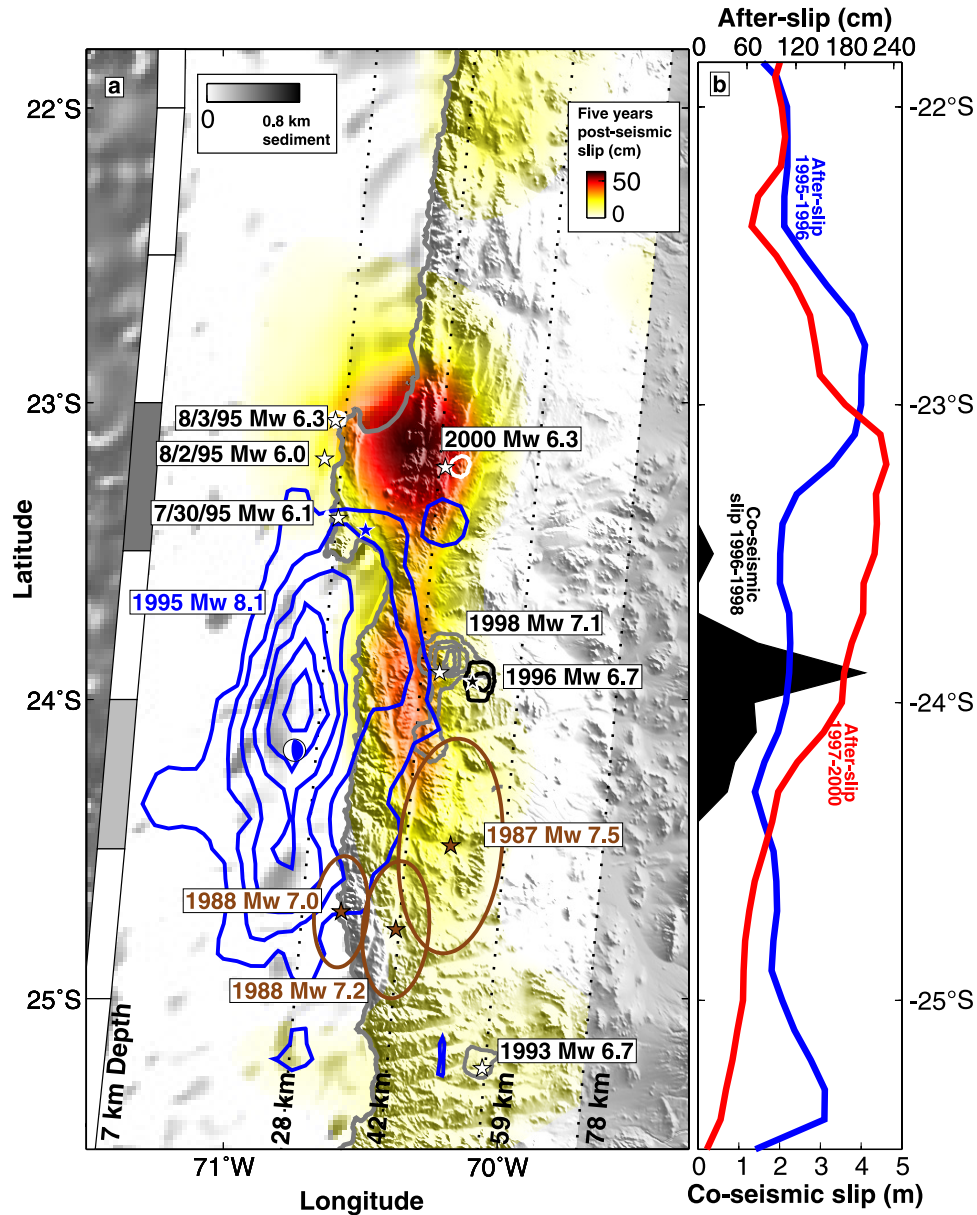 After-slip (cm)
0 60 120 180 240
a
b
0
0.8 km
sediment
Five years
post-seismic
slip (cm)
50
0
22°S
23°S
24°S
25°S
-22°S
-23°S
-24°S
-25°S
Latitude
After-slip
1995-1996
8/3/95 Mw 6.3
8/2/95 Mw 6.0
7/30/95 Mw 6.1
2000 Mw 6.3
1995 Mw 8.1
1998 Mw 7.1
1996 Mw 6.7
Co-seismic
slip 1996-1998
After-slip
1997-2000
1987 Mw 7.5
1988 Mw 7.0
1988 Mw 7.2
1993 Mw 6.7
7 km Depth
28 km
42 km
59 km
78 km
71°W
70°W
Longitude
0 1 2 3 4 5
Co-seismic slip (m)